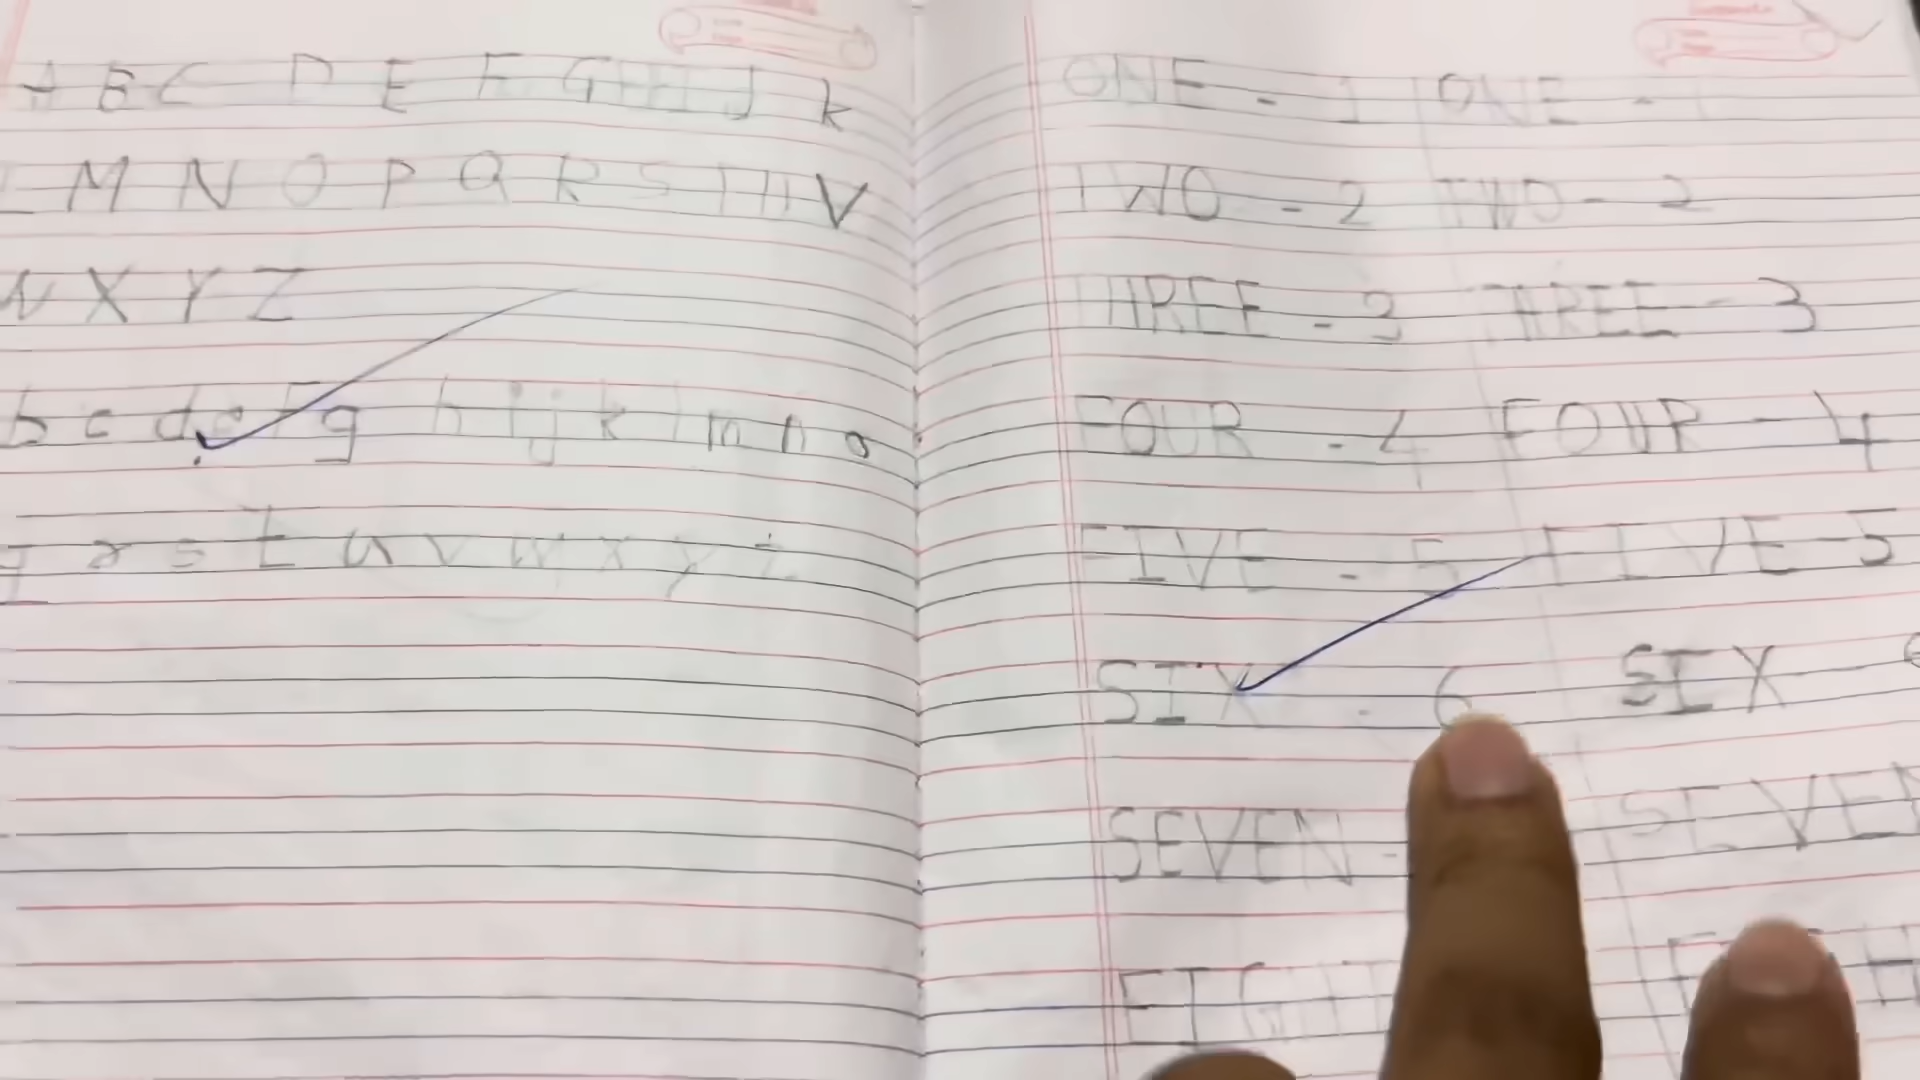 A B C D E F G H I J k
L M N O P Q R S T U V
W X Y Z
b c d e f g h i j k l m n o
q r s t u v w x y z
ONE - 1 ONE - 1
TWO - 2 TWO - 2
THREE - 3 THREE - 3
FOUR - 4 FOUR - 4
FIVE - 5 FIVE - 5
SIX - 6 SIX -
SEVEN - SEVEN